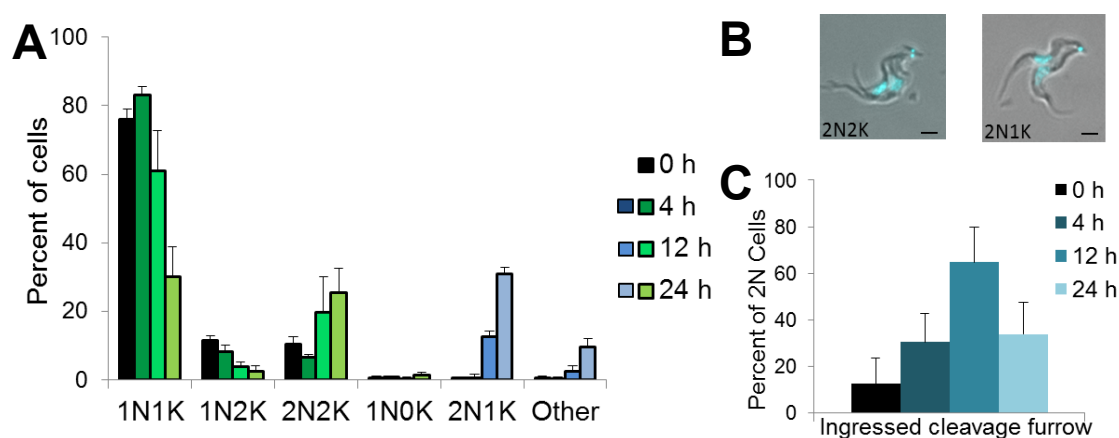 A
Percent of cells
100
80
60
40
20
0
1N1K 1N2K 2N2K 1N0K 2N1K Other
0 h
4 h
12 h
24 h
B
2N2K
2N1K
C
Percent of 2N Cells
100
80
60
40
20
0
Ingressed cleavage furrow
0 h
4 h
12 h
24 h